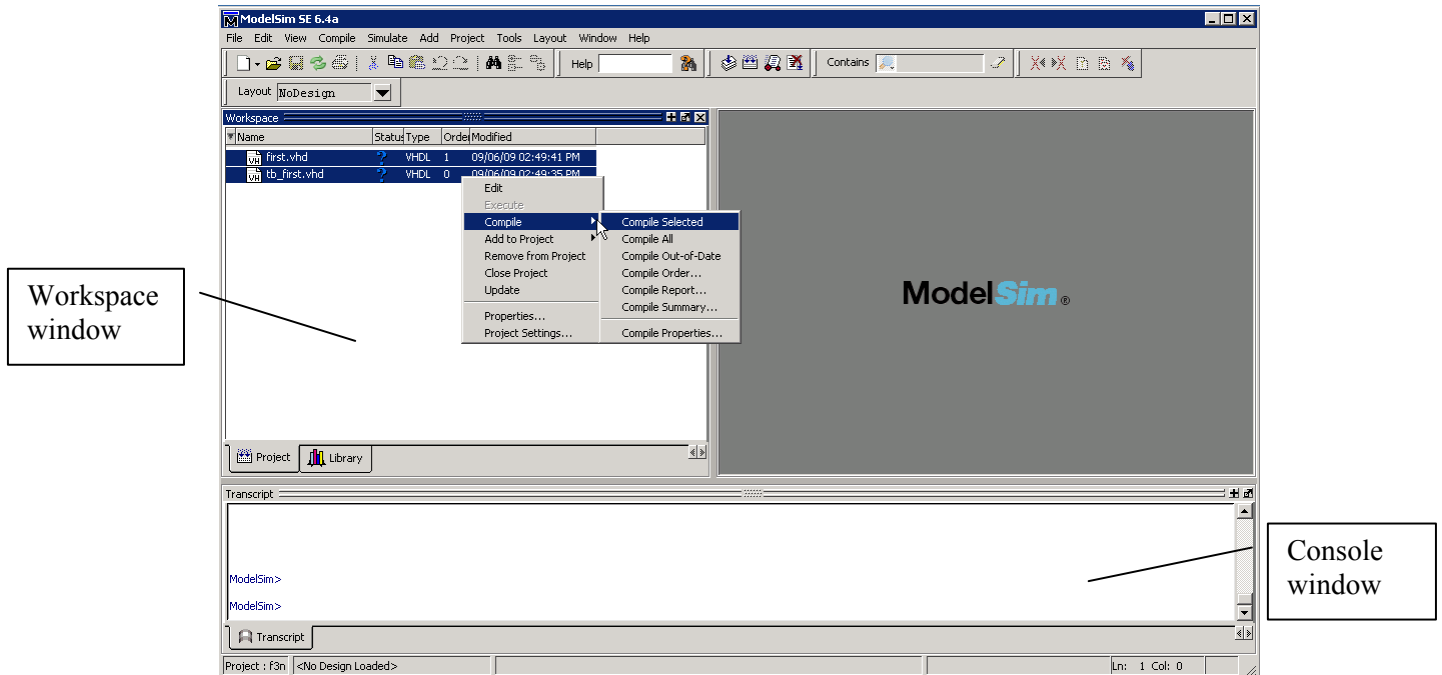 ModelSim SE 6.4a
File Edit View Compile Simulate Add Project Tools Layout Window Help
Help
Contains
Layout NoDesign
Workspace
Name Status Type Order Modified
first.vhd ? VHDL 1 09/06/09 02:49:41 PM
tb_first.vhd ? VHDL 0 09/06/09 02:49:35 PM
Edit
Execute
Compile
Add to Project
Remove from Project
Close Project
Update
Properties...
Project Settings...
Compile Selected
Compile All
Compile Out-of-Date
Compile Order...
Compile Report...
Compile Summary...
Compile Properties...
Workspace
window
ModelSim ®
Project Library
Transcript
ModelSim>
ModelSim>
Console
window
Transcript
Project : f3n <No Design Loaded> Ln: 1 Col: 0